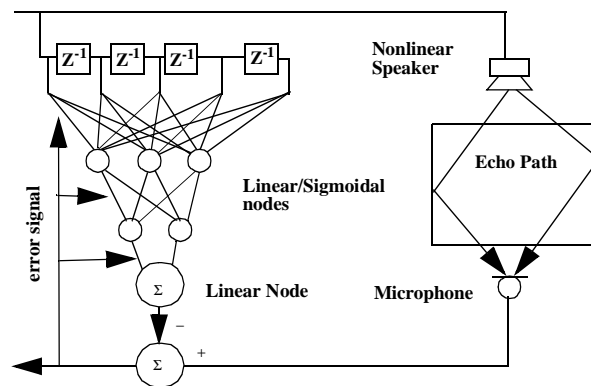 Z-1 Z-1 Z-1 Z-1
Nonlinear
Speaker
Echo Path
Linear/Sigmoidal
nodes
error signal
Σ
Linear Node
Microphone
−
Σ
+